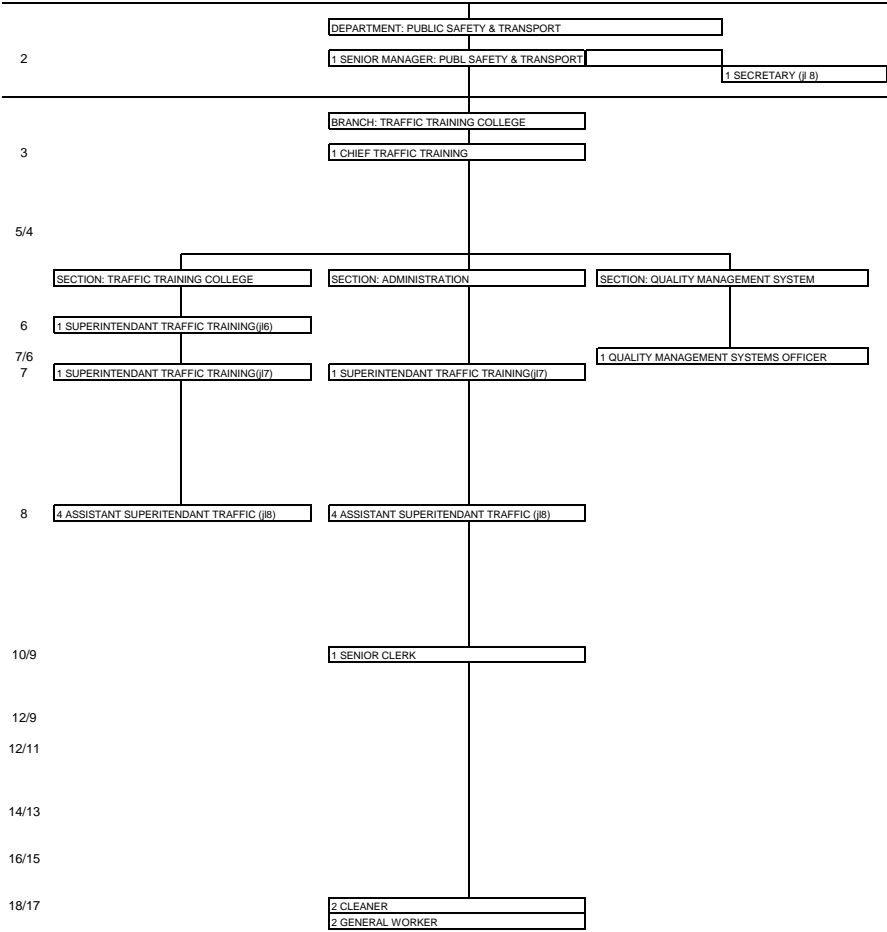 DEPARTMENT: PUBLIC SAFETY & TRANSPORT
2
1 SENIOR MANAGER: PUBL SAFETY & TRANSPORT
1 SECRETARY (jl 8)
BRANCH: TRAFFIC TRAINING COLLEGE
3
1 CHIEF TRAFFIC TRAINING
5/4
SECTION: TRAFFIC TRAINING COLLEGE
SECTION: ADMINISTRATION
SECTION: QUALITY MANAGEMENT SYSTEM
6
1 SUPERINTENDANT TRAFFIC TRAINING(jl6)
7/6
1 QUALITY MANAGEMENT SYSTEMS OFFICER
7
1 SUPERINTENDANT TRAFFIC TRAINING(jl7)
1 SUPERINTENDANT TRAFFIC TRAINING(jl7)
8
4 ASSISTANT SUPERITENDANT TRAFFIC (jl8)
4 ASSISTANT SUPERITENDANT TRAFFIC (jl8)
10/9
1 SENIOR CLERK
12/9
12/11
14/13
16/15
18/17
2 CLEANER
2 GENERAL WORKER